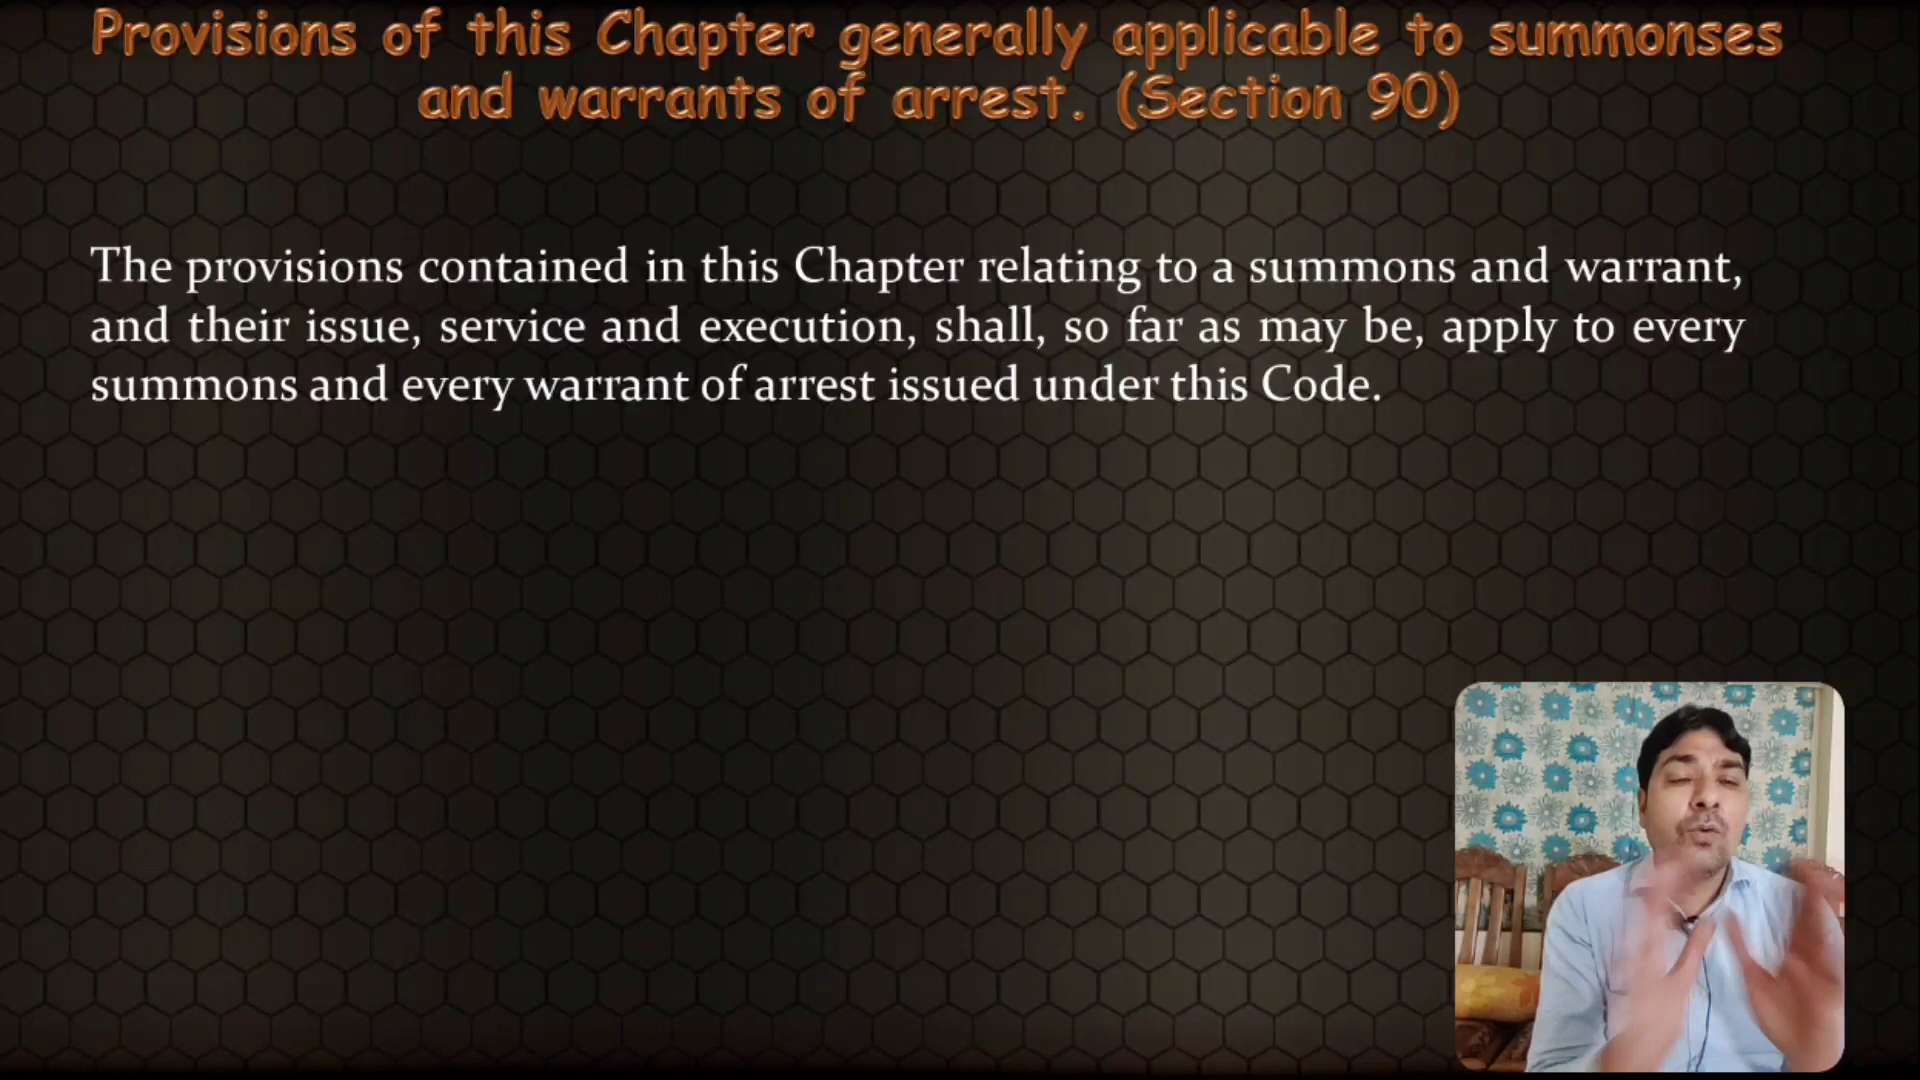 Provisions of this Chapter generally applicable to summonses
and warrants of arrest. (Section 90)
The provisions contained in this Chapter relating to a summons and warrant,
and their issue, service and execution, shall, so far as may be, apply to every
summons and every warrant of arrest issued under this Code.